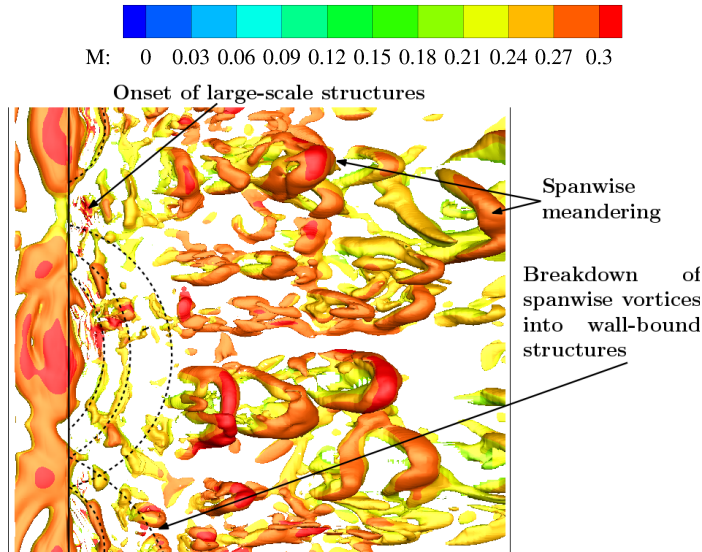 M: 0 0.03 0.06 0.09 0.12 0.15 0.18 0.21 0.24 0.27 0.3
Onset of large-scale structures
Spanwise
meandering
Breakdown of
spanwise vortices
into wall-bound
structures